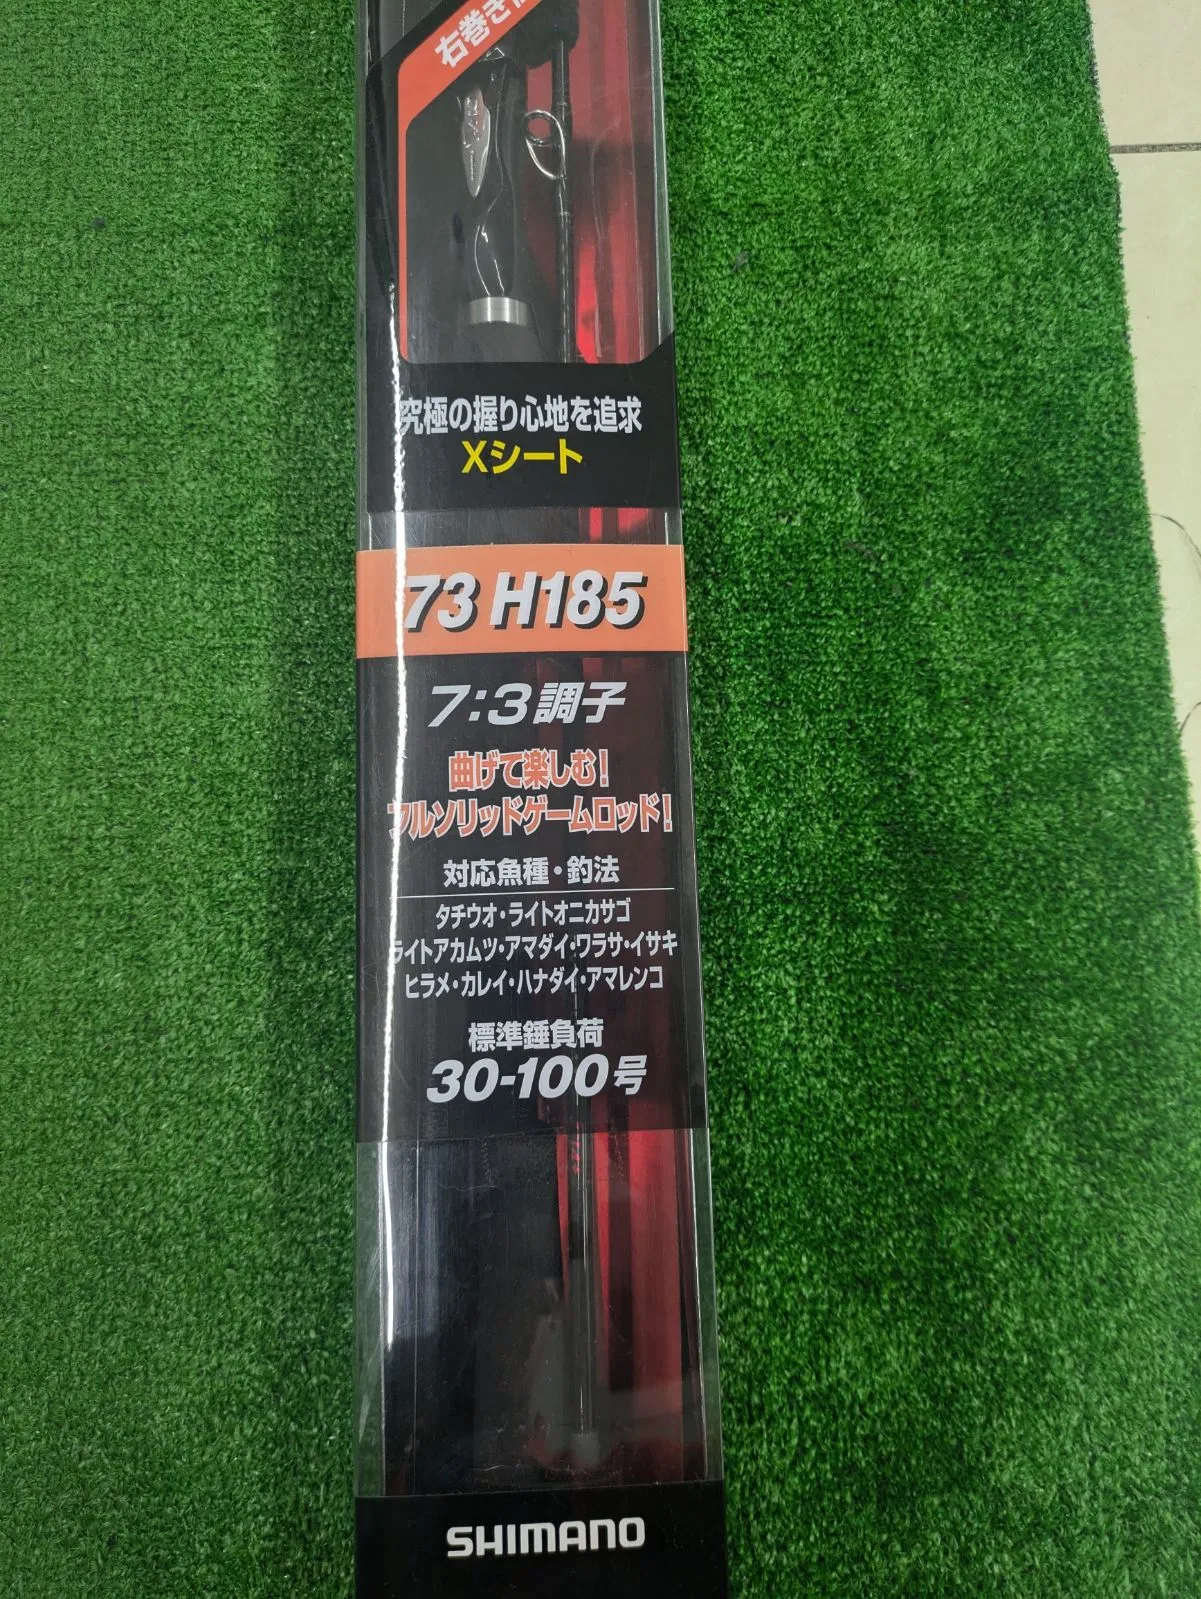 右巻き
究極の握り心地を追求
Xシート
73 H185
7:3調子
曲げて楽しむ!
フルソリッドゲームロッド!
対応魚種・釣法
タチウオ・ライトオニカサゴ
ライトアカムツ・アマダイ・ワラサ・イサキ
ヒラメ・カレイ・ハナダイ・アマレンコ
標準錘負荷
30-100号
SHIMANO